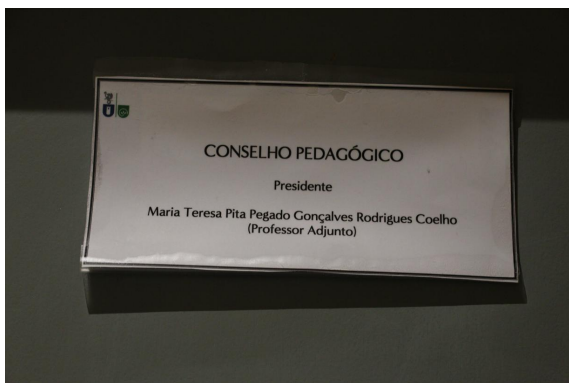 CONSELHO PEDAGÓGICO
Presidente
Maria Teresa Pita Pegado Gonçalves Rodrigues Coelho
(Professor Adjunto)